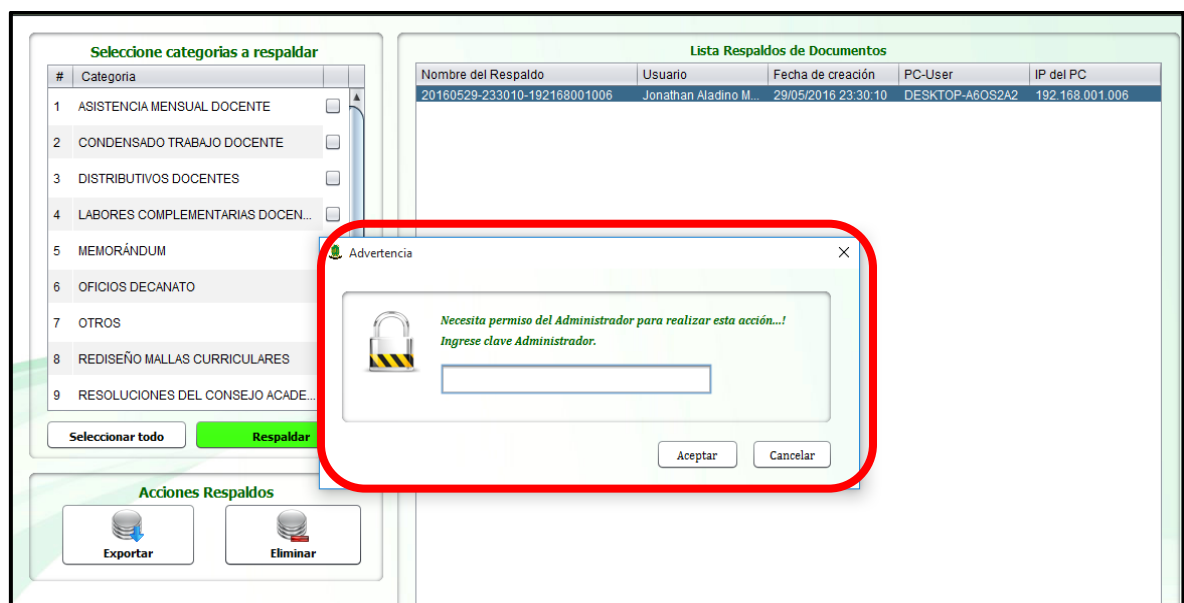 Seleccione categorias a respaldar
# Categoria
1 ASISTENCIA MENSUAL DOCENTE
2 CONDENSADO TRABAJO DOCENTE
3 DISTRIBUTIVOS DOCENTES
4 LABORES COMPLEMENTARIAS DOCEN...
5 MEMORÁNDUM
6 OFICIOS DECANATO
7 OTROS
8 REDISEÑO MALLAS CURRICULARES
9 RESOLUCIONES DEL CONSEJO ACADE...
Seleccionar todo Respaldar
Acciones Respaldos
Exportar Eliminar
Lista Respaldos de Documentos
Nombre del Respaldo Usuario Fecha de creación PC-User IP del PC
20160529-233010-192168001006 Jonathan Aladino M... 29/05/2016 23:30:10 DESKTOP-A6OS2A2 192.168.001.006
Advertencia
Necesita permiso del Administrador para realizar esta acción...!
Ingrese clave Administrador.
Aceptar Cancelar